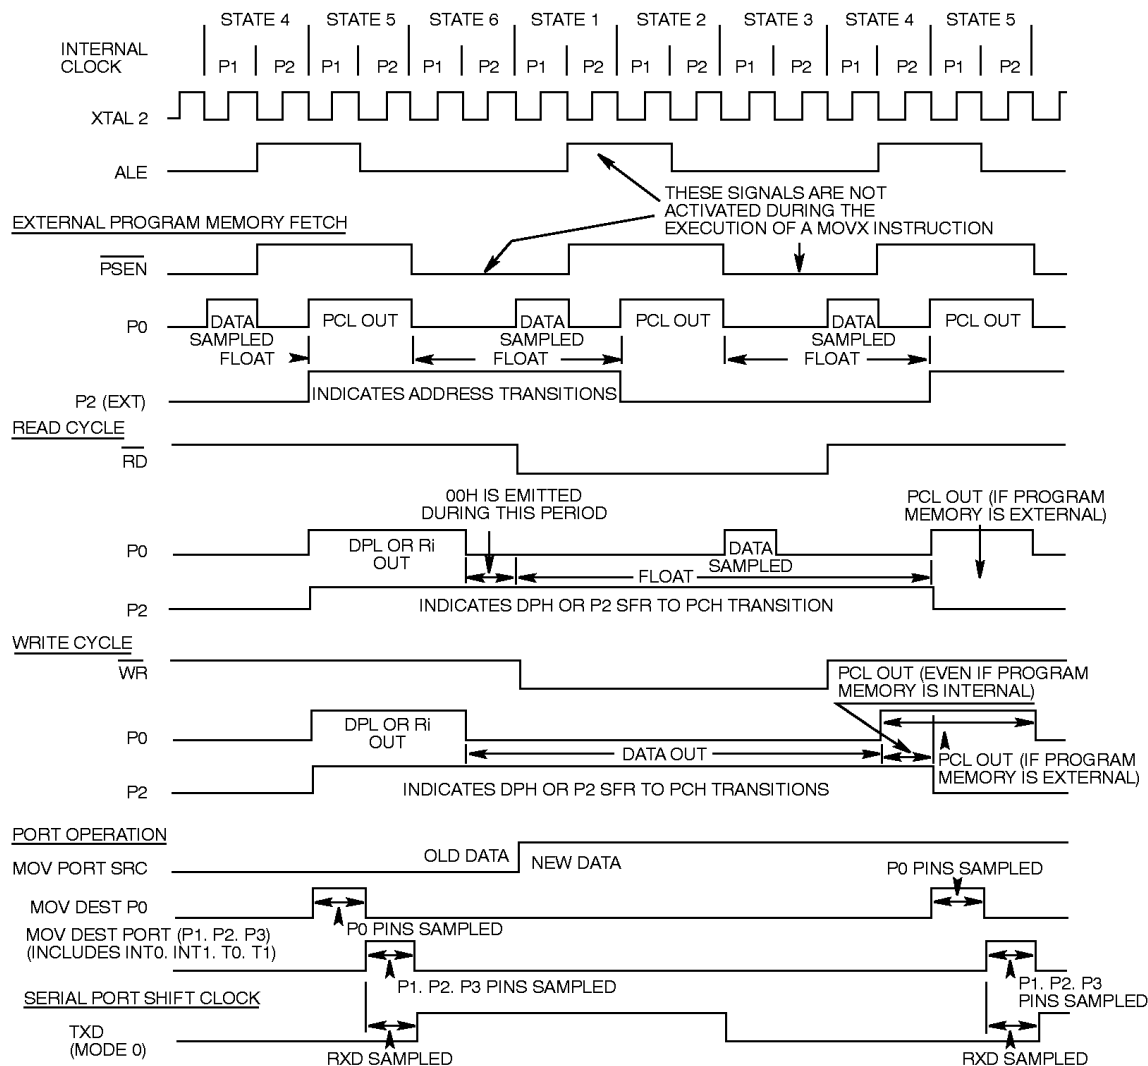 STATE 4 STATE 5 STATE 6 STATE 1 STATE 2 STATE 3 STATE 4 STATE 5
INTERNAL
CLOCK
P1 P2 P1 P2 P1 P2 P1 P2 P1 P2 P1 P2 P1 P2 P1 P2
XTAL 2
ALE
THESE SIGNALS ARE NOT
ACTIVATED DURING THE
EXECUTION OF A MOVX INSTRUCTION
EXTERNAL PROGRAM MEMORY FETCH
PSEN
P0
DATA PCL OUT DATA PCL OUT DATA PCL OUT
SAMPLED SAMPLED SAMPLED
FLOAT FLOAT FLOAT
P2 (EXT)
INDICATES ADDRESS TRANSITIONS
READ CYCLE
RD
00H IS EMITTED
DURING THIS PERIOD
PCL OUT (IF PROGRAM
MEMORY IS EXTERNAL)
P0
DPL OR Ri
OUT
DATA
SAMPLED
FLOAT
P2
INDICATES DPH OR P2 SFR TO PCH TRANSITION
WRITE CYCLE
WR
PCL OUT (EVEN IF PROGRAM
MEMORY IS INTERNAL)
P0
DPL OR Ri
OUT
DATA OUT
PCL OUT (IF PROGRAM
MEMORY IS EXTERNAL)
P2
INDICATES DPH OR P2 SFR TO PCH TRANSITIONS
PORT OPERATION
MOV PORT SRC
OLD DATA NEW DATA
P0 PINS SAMPLED
MOV DEST P0
P0 PINS SAMPLED
MOV DEST PORT (P1. P2. P3)
(INCLUDES INT0. INT1. T0. T1)
P1. P2. P3 PINS SAMPLED
P1. P2. P3
PINS SAMPLED
SERIAL PORT SHIFT CLOCK
TXD
(MODE 0)
RXD SAMPLED RXD SAMPLED